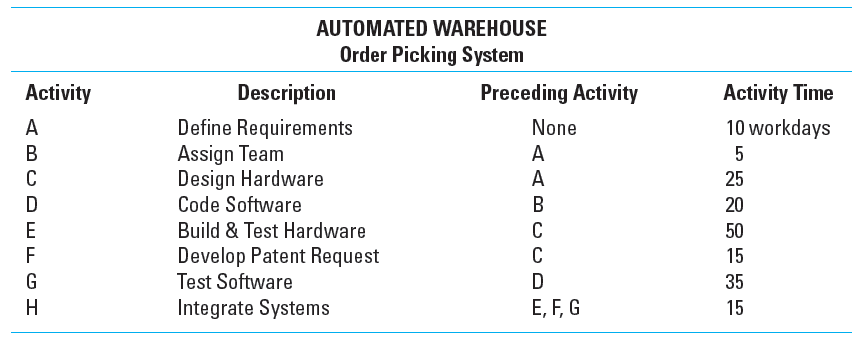 AUTOMATED WAREHOUSE
Order Picking System
Activity Description Preceding Activity Activity Time
A Define Requirements None 10 workdays
B Assign Team A 5
C Design Hardware A 25
D Code Software B 20
E Build & Test Hardware C 50
F Develop Patent Request C 15
G Test Software D 35
H Integrate Systems E, F, G 15